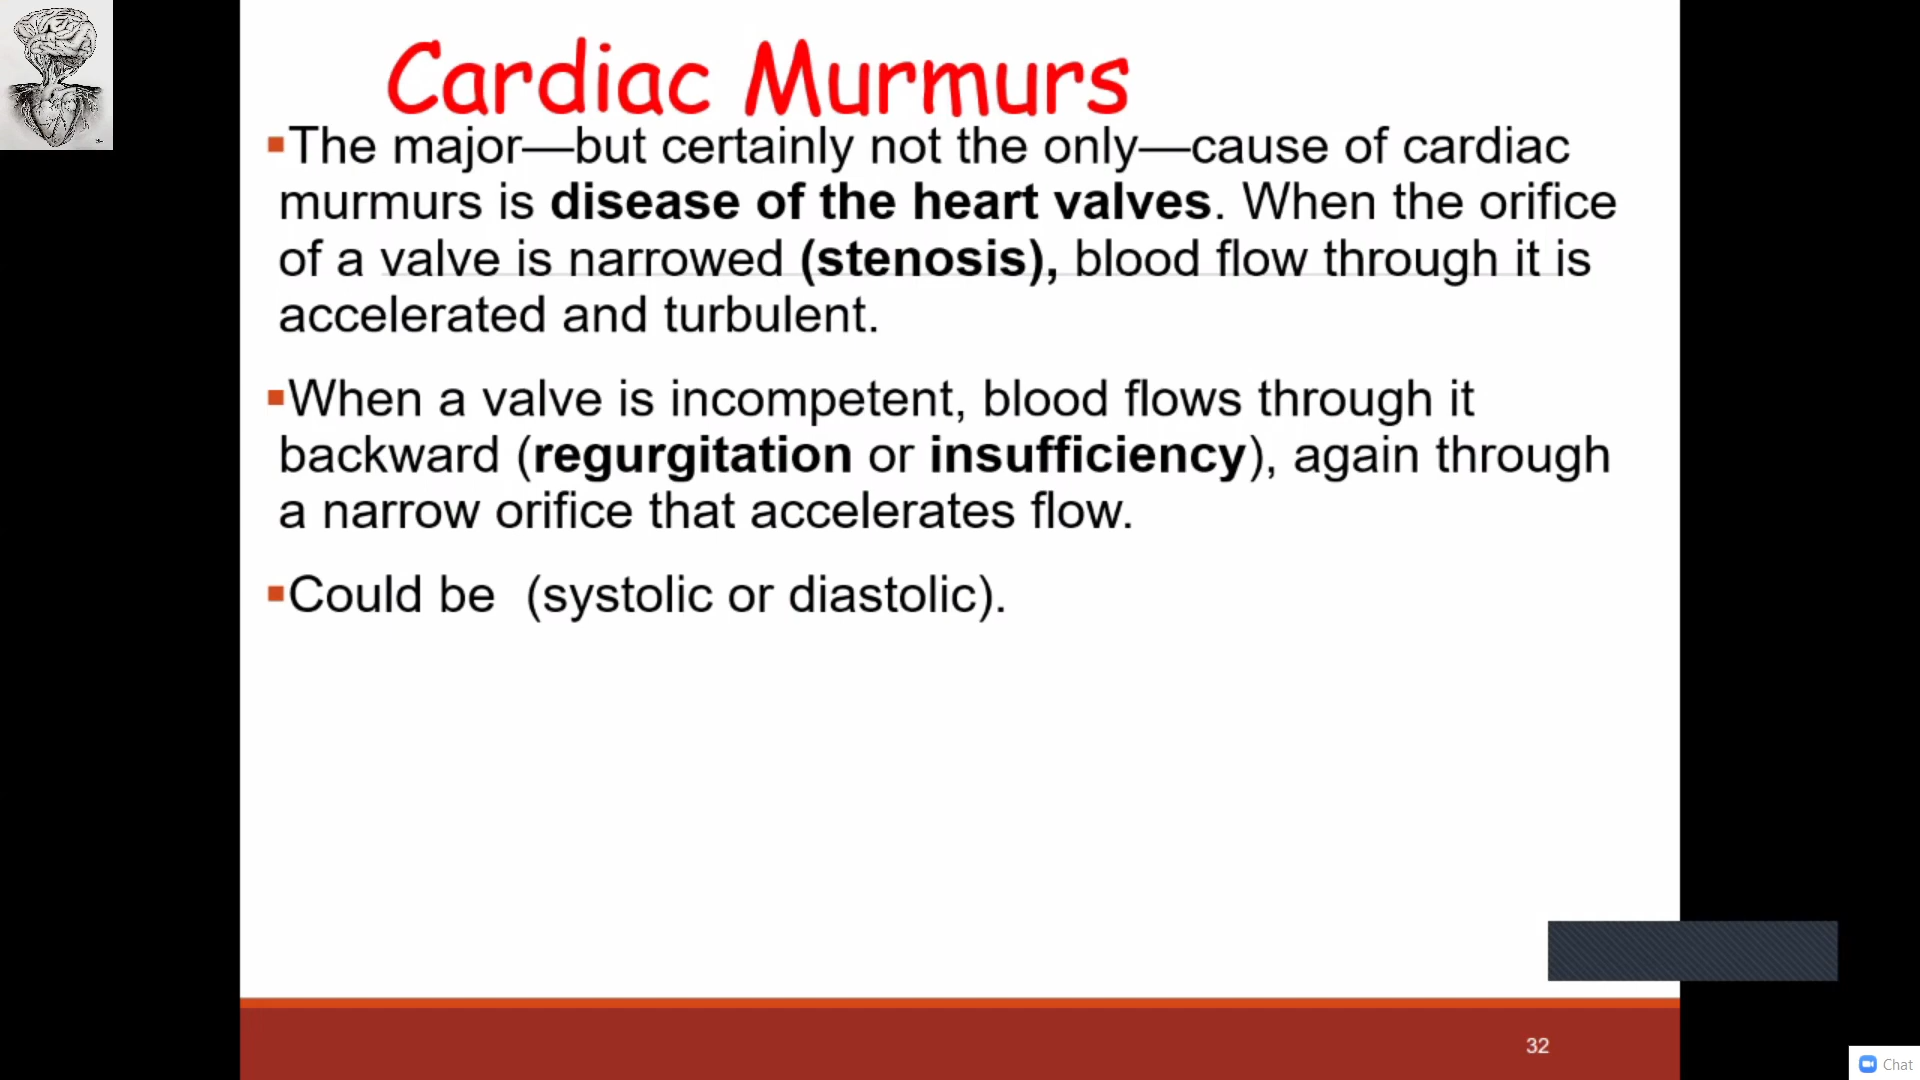 Cardiac Murmurs
▪The major—but certainly not the only—cause of cardiac
murmurs is disease of the heart valves. When the orifice
of a valve is narrowed (stenosis), blood flow through it is
accelerated and turbulent.
▪When a valve is incompetent, blood flows through it
backward (regurgitation or insufficiency), again through
a narrow orifice that accelerates flow.
▪Could be  (systolic or diastolic).
32
Chat